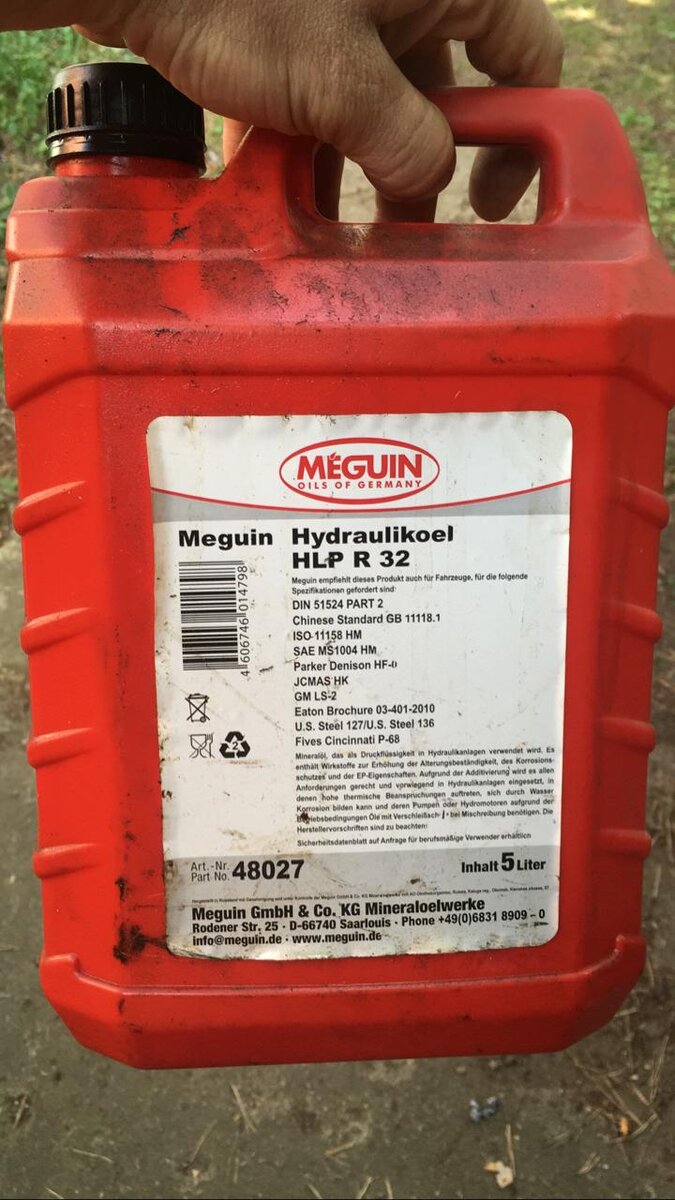 MÉGUIN
OILS OF GERMANY
Meguin Hydraulikoel
HLP R 32
Meguin empfiehlt dieses Produkt auch für Fahrzeuge, für die folgende
Spezifikationen gefordert sind:
DIN 51524 PART 2
Chinese Standard GB 11118.1
ISO 11158 HM
SAE MS1004 HM
Parker Denison HF-0
JCMAS HK
GM LS-2
Eaton Brochure 03-401-2010
U.S. Steel 127/U.S. Steel 136
Fives Cincinnati P-68
4 606746 014798
2
Mineralöl, das als Druckflüssigkeit in Hydraulikanlagen verwendet wird. Es
enthält Wirkstoffe zur Erhöhung der Alterungsbeständigkeit, des Korrosions-
schutzes und der EP-Eigenschaften. Aufgrund der Additivierung wird es allen
Anforderungen gerecht und vorwiegend in Hydraulikanlagen eingesetzt, in
denen hohe thermische Beanspruchungen auftreten, sich durch Wasser
Korrosion bilden kann und deren Pumpen oder Hydromotoren aufgrund der
Betriebsbedingungen Öle mit Verschleißschutz bei Mischreibung benötigen. Die
Herstellervorschriften sind zu beachten.
Sicherheitsdatenblatt auf Anfrage für berufsmäßige Verwender erhältlich
Art.-Nr.
Part No. 48027
Inhalt 5 Liter
Meguin GmbH & Co. KG Mineraloelwerke
Rodener Str. 25 · D-66740 Saarlouis · Phone +49(0)6831 8909 - 0
info@meguin.de · www.meguin.de